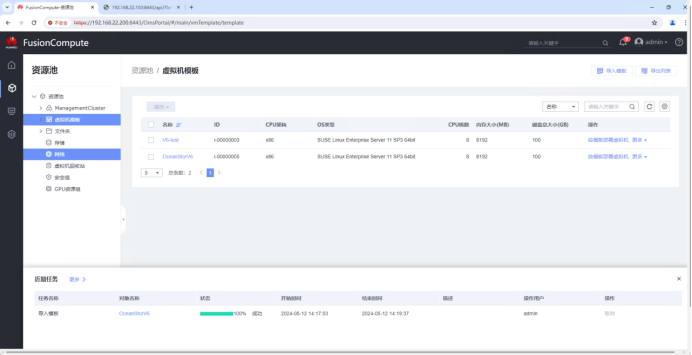 FusionCompute-资源池
192.168.22.102:8443/api/?Co
不安全 https://192.168.22.200:8443/OmsPortal/#/main/vmTemplate/template
HUAWEI FusionCompute
请输入关键字
admin
资源池
资源池 / 虚拟机模板
导入模板
导出列表
资源池
ManagementCluster
虚拟机模板
文件夹
存储
网络
虚拟机回收站
安全组
GPU资源组
操作
名称
请输入关键字
名称 ID CPU架构 OS类型 CPU核数 内存大小(MB) 磁盘总大小(GB) 操作
V6-test i-00000003 x86 SUSE Linux Enterprise Server 11 SP3 64bit 8 8192 100 按模板部署虚拟机 更多
OceanStorV6 i-00000005 x86 SUSE Linux Enterprise Server 11 SP3 64bit 8 8192 100 按模板部署虚拟机 更多
5 总条数: 2 < 1 >
近期任务 更多 >
任务名称 对象名称 状态 开始时间 结束时间 描述 操作用户 操作
导入模板 OceanStorV6 100% 成功 2024-05-12 14:17:53 2024-05-12 14:19:37 admin 取消